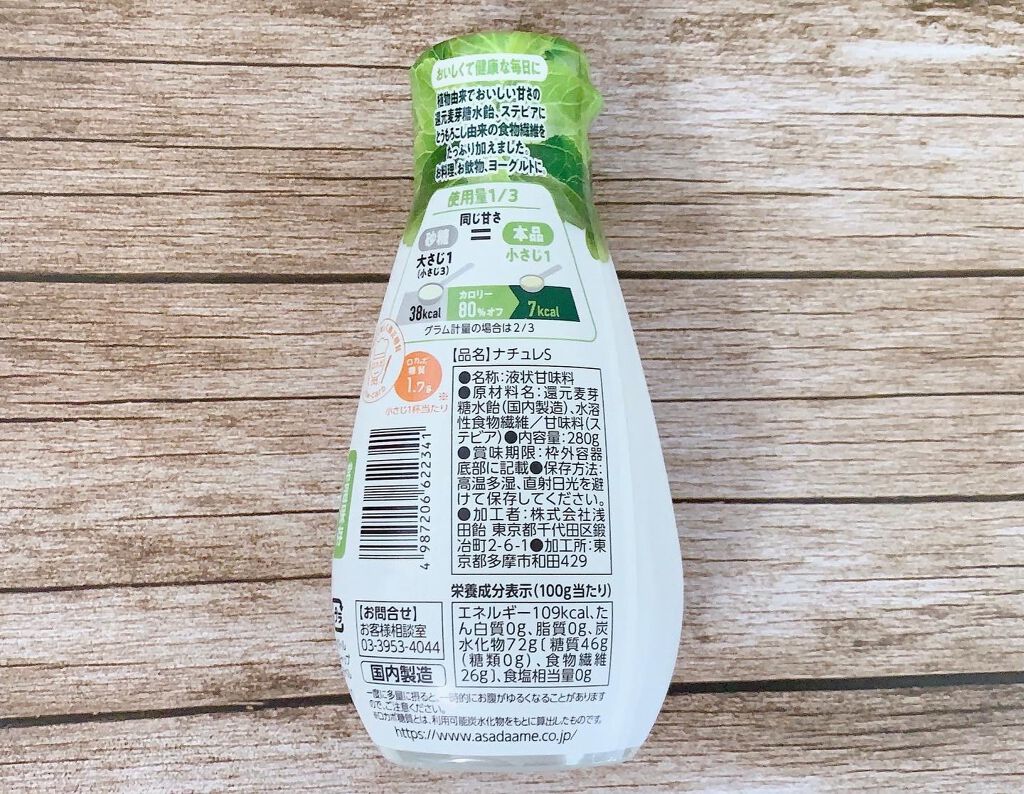 おいしくて健康な毎日に
植物由来でおいしい甘さの
還元麦芽糖水飴、ステビアに
とうもろこし由来の食物繊維を
たっぷり加えました。
お料理、お飲物、ヨーグルトに。
使用量1/3
同じ甘さ
砂糖 = 本品
大さじ1
(小さじ3)
小さじ1
38kcal
カロリー
80%オフ
7kcal
グラム計量の場合は2/3
ロカボ
糖質
1.7g
※
小さじ1杯当たり
【品名】ナチュレS
●名称:液状甘味料
●原材料名:還元麦芽
糖水飴(国内製造)、水溶
性食物繊維/甘味料(ス
テビア)●内容量:280g
●賞味期限:枠外容器
底部に記載●保存方法:
高温多湿、直射日光を避
けて保存してください。
●加工者:株式会社浅
田飴 東京都千代田区鍛
冶町2-6-1●加工所:東
京都多摩市和田429
4 987206 622341
栄養成分表示(100g当たり)
エネルギー109kcal、た
ん白質0g、脂質0g、炭
水化物72g[糖質46g
(糖類0g)、食物繊維
26g]、食塩相当量0g
【お問合せ】
お客様相談室
03-3953-4044
国内製造
一度に多量に摂ると、一時的にお腹がゆるくなることがあります
ので、ご注意ください。
※ロカボ糖質とは、利用可能炭水化物をもとに算出したものです。
https://www.asadaame.co.jp/